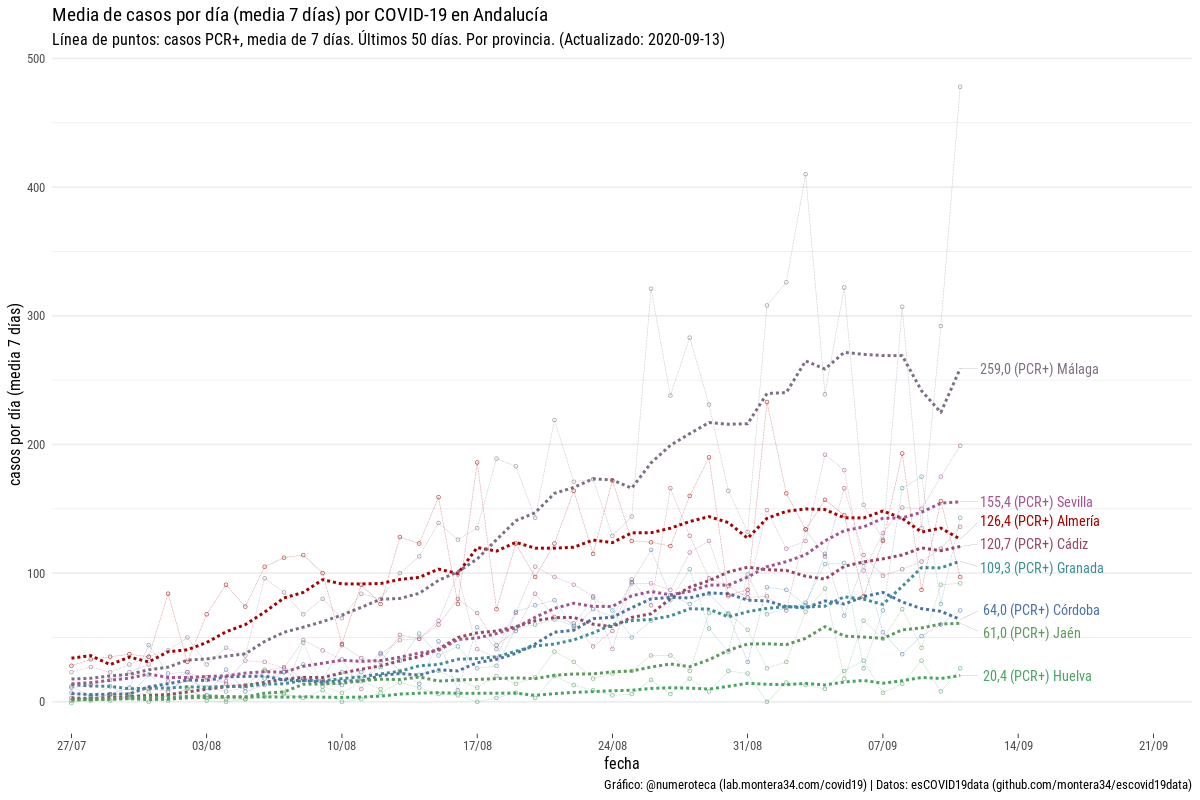 Media de casos por día (media 7 días) por COVID-19 en Andalucía
Línea de puntos: casos PCR+, media de 7 días. Últimos 50 días. Por provincia. (Actualizado: 2020-09-13)
500
400
300
200
100
0
casos por día (media 7 días)
259,0 (PCR+) Málaga
155,4 (PCR+) Sevilla
126,4 (PCR+) Almería
120,7 (PCR+) Cádiz
109,3 (PCR+) Granada
64,0 (PCR+) Córdoba
61,0 (PCR+) Jaén
20,4 (PCR+) Huelva
27/07 03/08 10/08 17/08 24/08 31/08 07/09 14/09 21/09
fecha
Gráfico: @numeroteca (lab.montera34.com/covid19) | Datos: esCOVID19data (github.com/montera34/escovid19data)